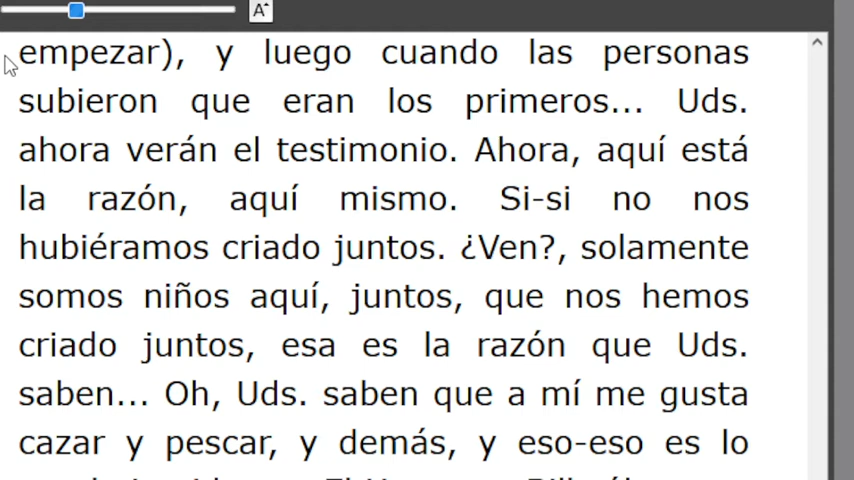 A
empezar), y luego cuando las personas
subieron que eran los primeros... Uds.
ahora verán el testimonio. Ahora, aquí está
la razón, aquí mismo. Si-si no nos
hubiéramos criado juntos. ¿Ven?, solamente
somos niños aquí, juntos, que nos hemos
criado juntos, esa es la razón que Uds.
saben... Oh, Uds. saben que a mí me gusta
cazar y pescar, y demás, y eso-eso es lo